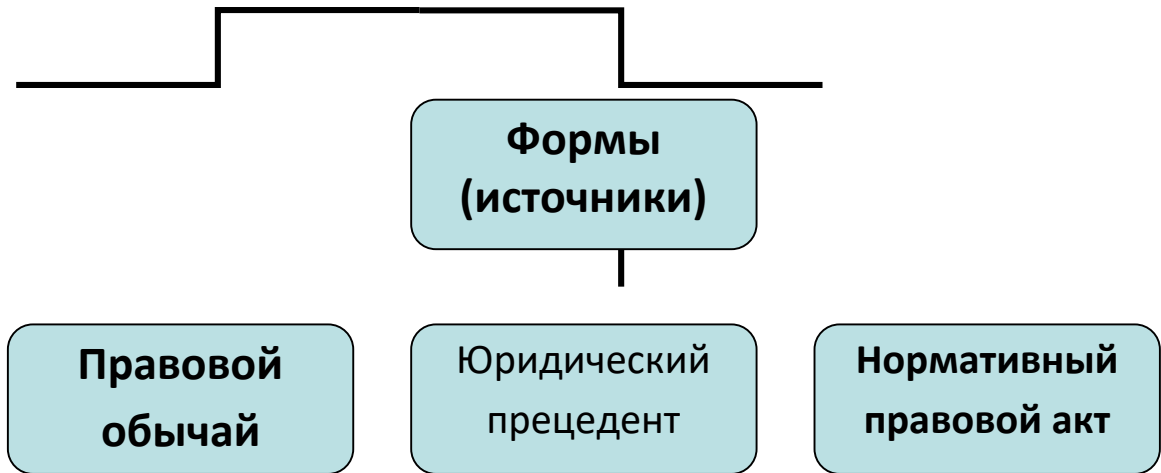 Формы
(источники)
Правовой
обычай
Юридический
прецедент
Нормативный
правовой акт